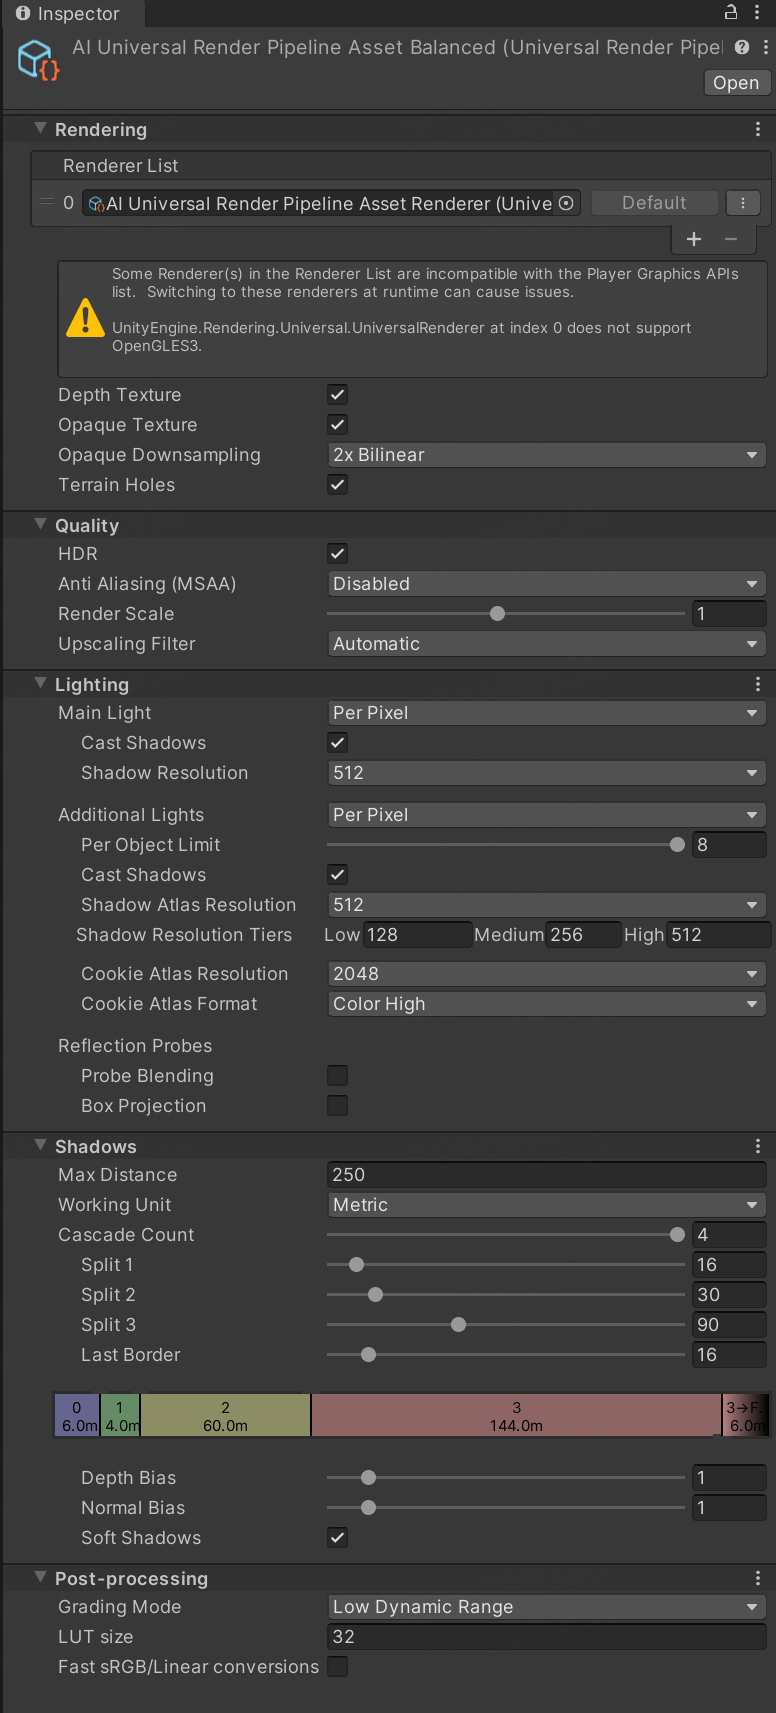 Inspector
AI Universal Render Pipeline Asset Balanced (Universal Render Pipel
Open
Rendering
Renderer List
0 AI Universal Render Pipeline Asset Renderer (Unive Default
+ −
Some Renderer(s) in the Renderer List are incompatible with the Player Graphics APIs
list. Switching to these renderers at runtime can cause issues.
UnityEngine.Rendering.Universal.UniversalRenderer at index 0 does not support
OpenGLES3.
Depth Texture
Opaque Texture
Opaque Downsampling 2x Bilinear
Terrain Holes
Quality
HDR
Anti Aliasing (MSAA) Disabled
Render Scale 1
Upscaling Filter Automatic
Lighting
Main Light Per Pixel
Cast Shadows
Shadow Resolution 512
Additional Lights Per Pixel
Per Object Limit 8
Cast Shadows
Shadow Atlas Resolution 512
Shadow Resolution Tiers Low 128 Medium 256 High 512
Cookie Atlas Resolution 2048
Cookie Atlas Format Color High
Reflection Probes
Probe Blending
Box Projection
Shadows
Max Distance 250
Working Unit Metric
Cascade Count 4
Split 1 16
Split 2 30
Split 3 90
Last Border 16
0 1 2 3 3→F.
6.0m 4.0m 60.0m 144.0m 6.0m
Depth Bias 1
Normal Bias 1
Soft Shadows
Post-processing
Grading Mode Low Dynamic Range
LUT size 32
Fast sRGB/Linear conversions